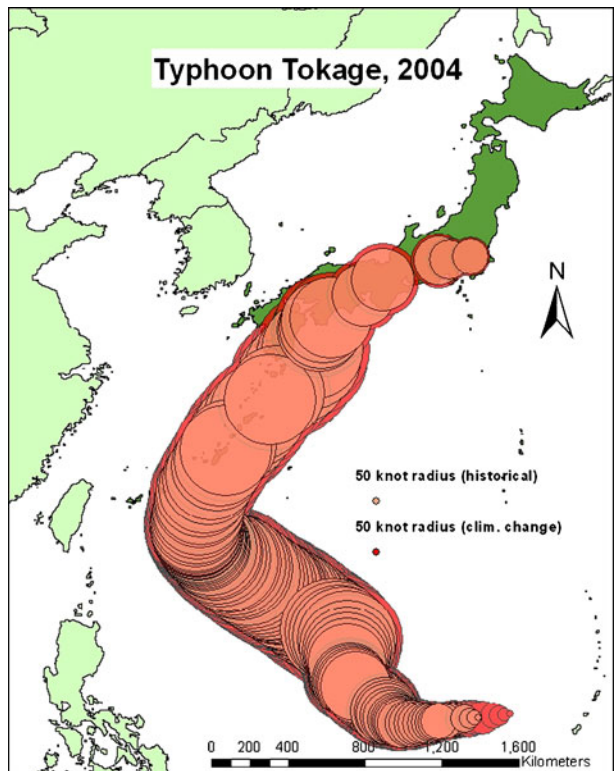 Typhoon Tokage, 2004
N
50 knot radius (historical)
50 knot radius (clim. change)
0 200 400 800 1,200 1,600
Kilometers